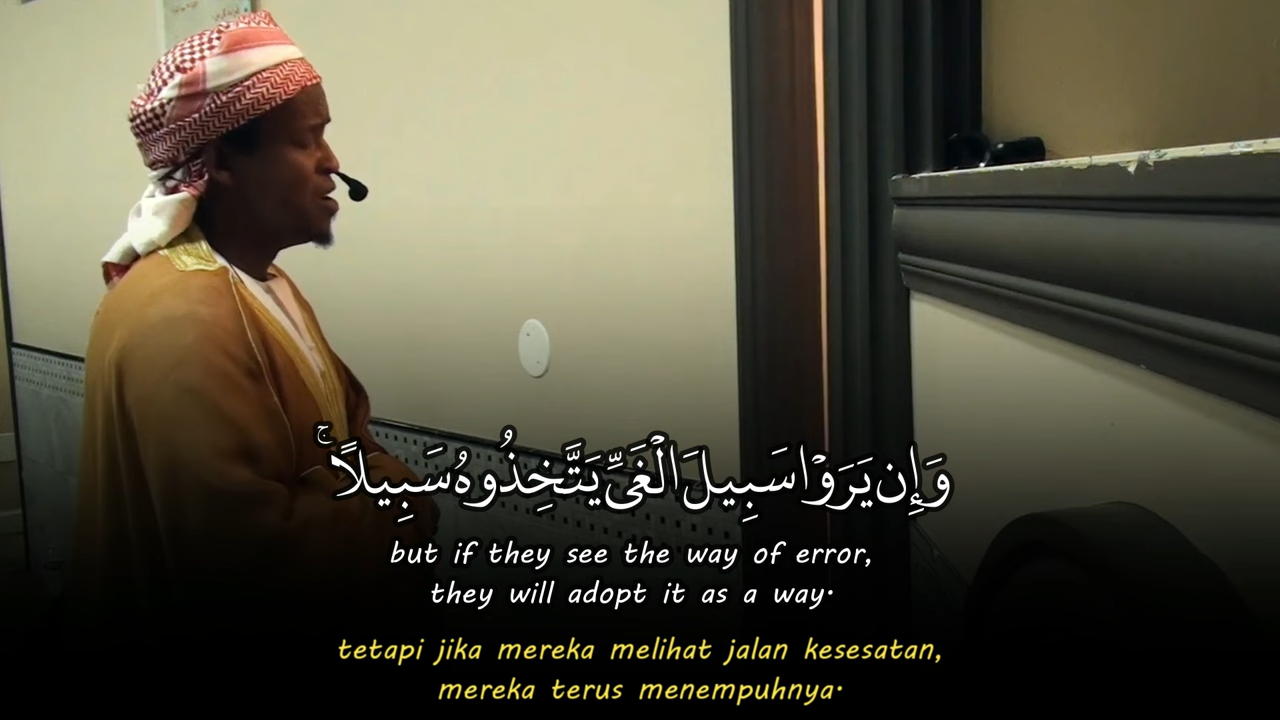 وَإِن يَرَوۡا۟ سَبِيلَ ٱلۡغَىِّ يَتَّخِذُوهُ سَبِيلًاۚ
but if they see the way of error,
they will adopt it as a way.
tetapi jika mereka melihat jalan kesesatan,
mereka terus menempuhnya.